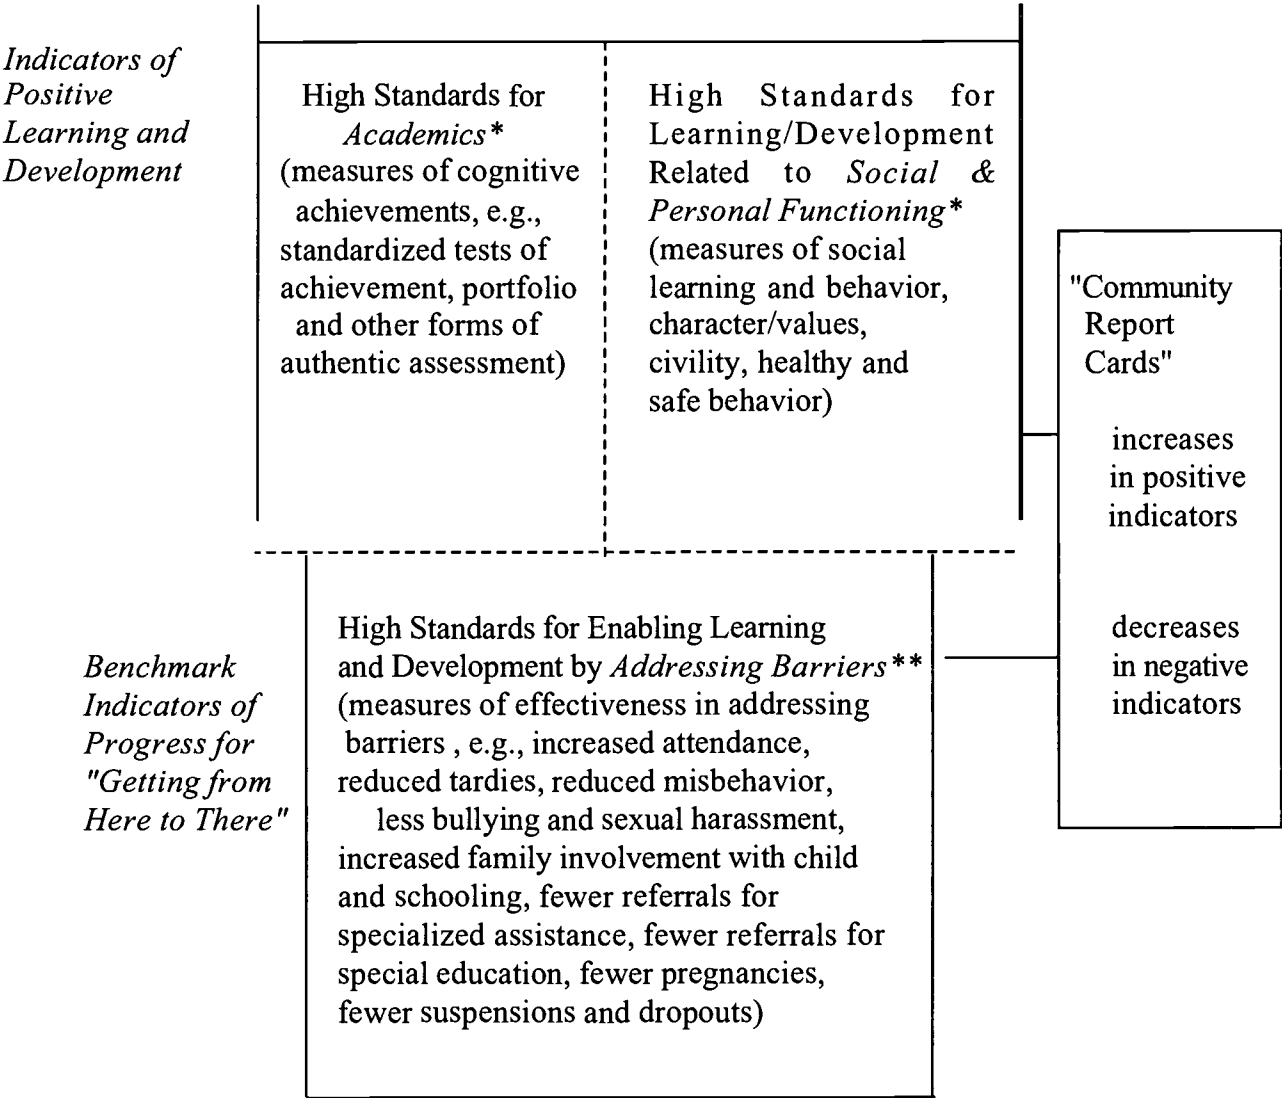 Indicators of
Positive
Learning and
Development
High Standards for
Academics*
(measures of cognitive
achievements, e.g.,
standardized tests of
achievement, portfolio
and other forms of
authentic assessment)
High Standards for
Learning/Development
Related to Social &
Personal Functioning*
(measures of social
learning and behavior,
character/values,
civility, healthy and
safe behavior)
"Community
Report
Cards"
increases
in positive
indicators
decreases
in negative
indicators
Benchmark
Indicators of
Progress for
"Getting from
Here to There"
High Standards for Enabling Learning
and Development by Addressing Barriers**
(measures of effectiveness in addressing
barriers , e.g., increased attendance,
reduced tardies, reduced misbehavior,
less bullying and sexual harassment,
increased family involvement with child
and schooling, fewer referrals for
specialized assistance, fewer referrals for
special education, fewer pregnancies,
fewer suspensions and dropouts)